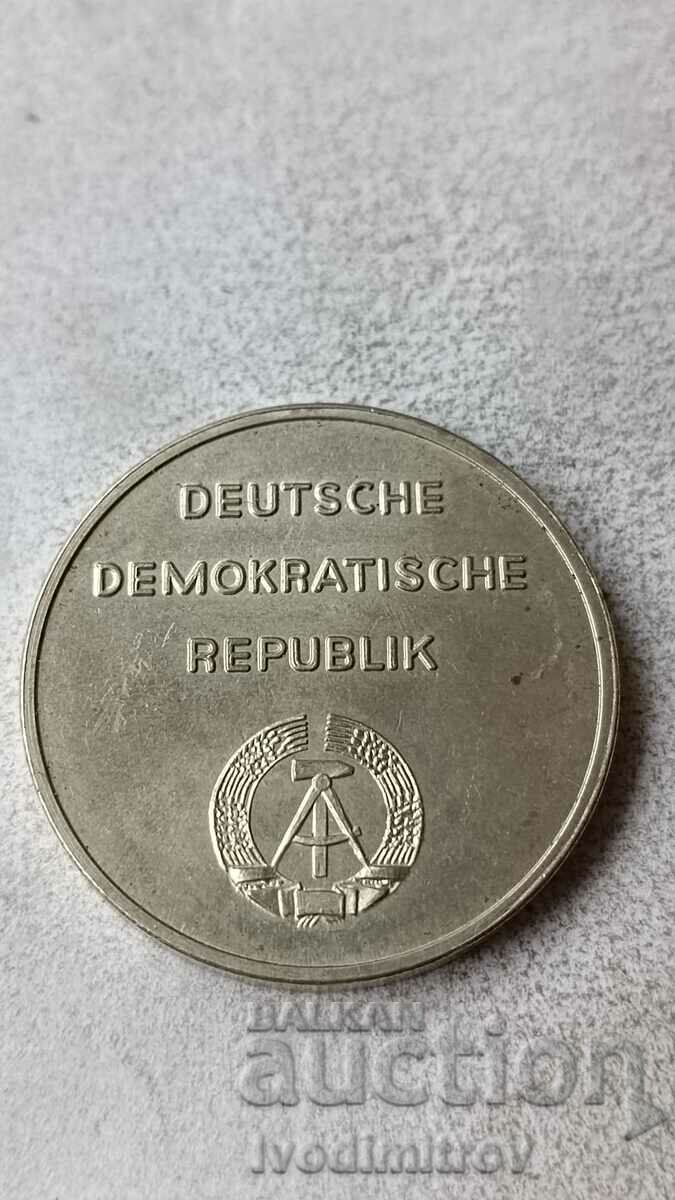 DEUTSCHE
DEMOKRATISCHE
REPUBLIK
BALKAN
auction
IvodimitroV